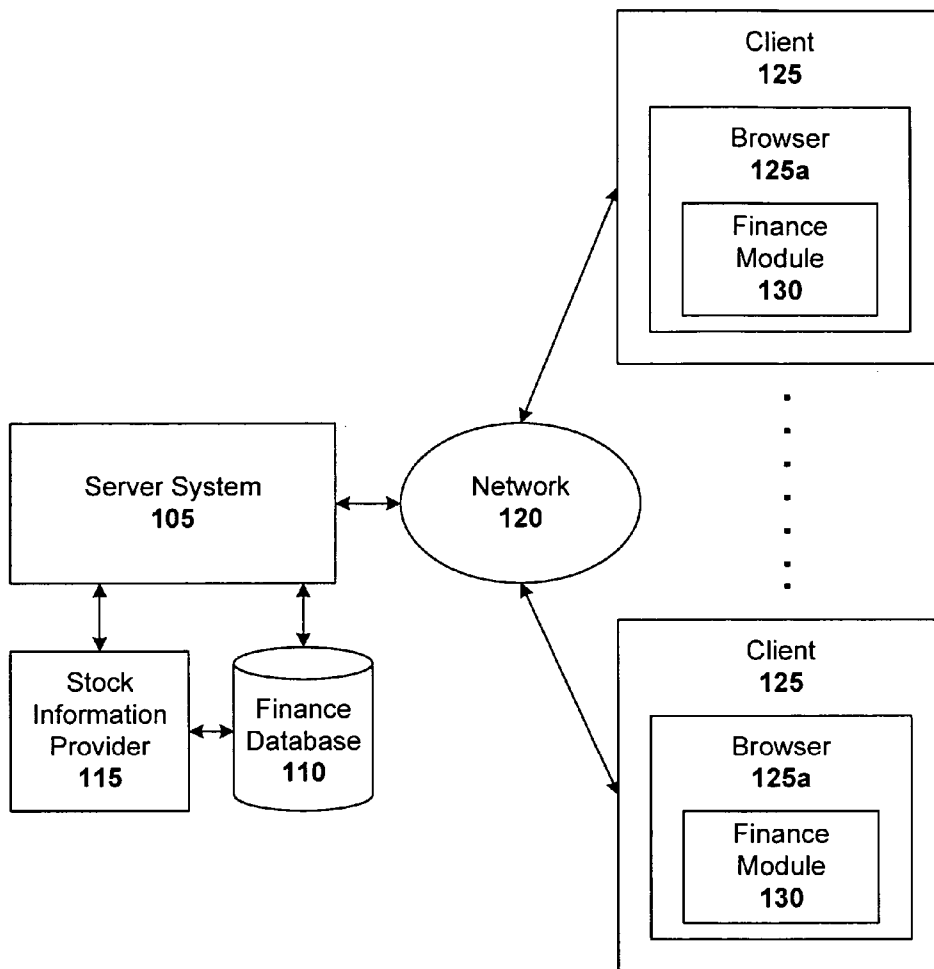 Client
125
Browser
125a
Finance
Module
130
Server System
105
Network
120
Stock
Information
Provider
115
Finance
Database
110
Client
125
Browser
125a
Finance
Module
130